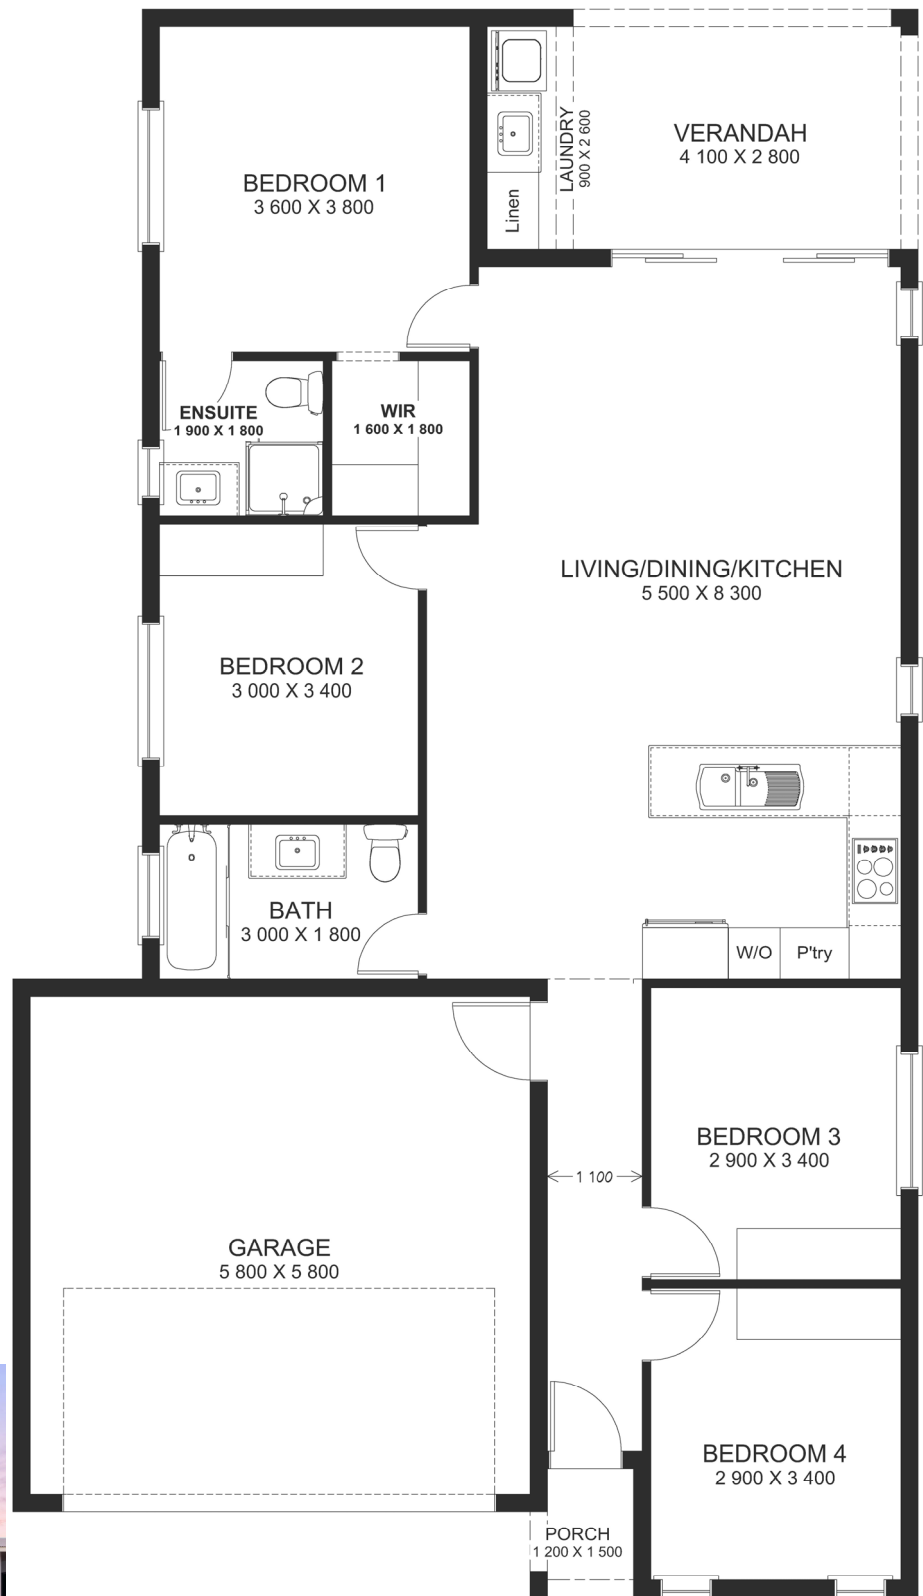 BEDROOM 1
3 600 X 3 800
LAUNDRY
900 X 2 600
Linen
VERANDAH
4 100 X 2 800
ENSUITE
1 900 X 1 800
WIR
1 600 X 1 800
LIVING/DINING/KITCHEN
5 500 X 8 300
BEDROOM 2
3 000 X 3 400
BATH
3 000 X 1 800
W/O
P'try
BEDROOM 3
2 900 X 3 400
1 100
GARAGE
5 800 X 5 800
BEDROOM 4
2 900 X 3 400
PORCH
1 200 X 1 500